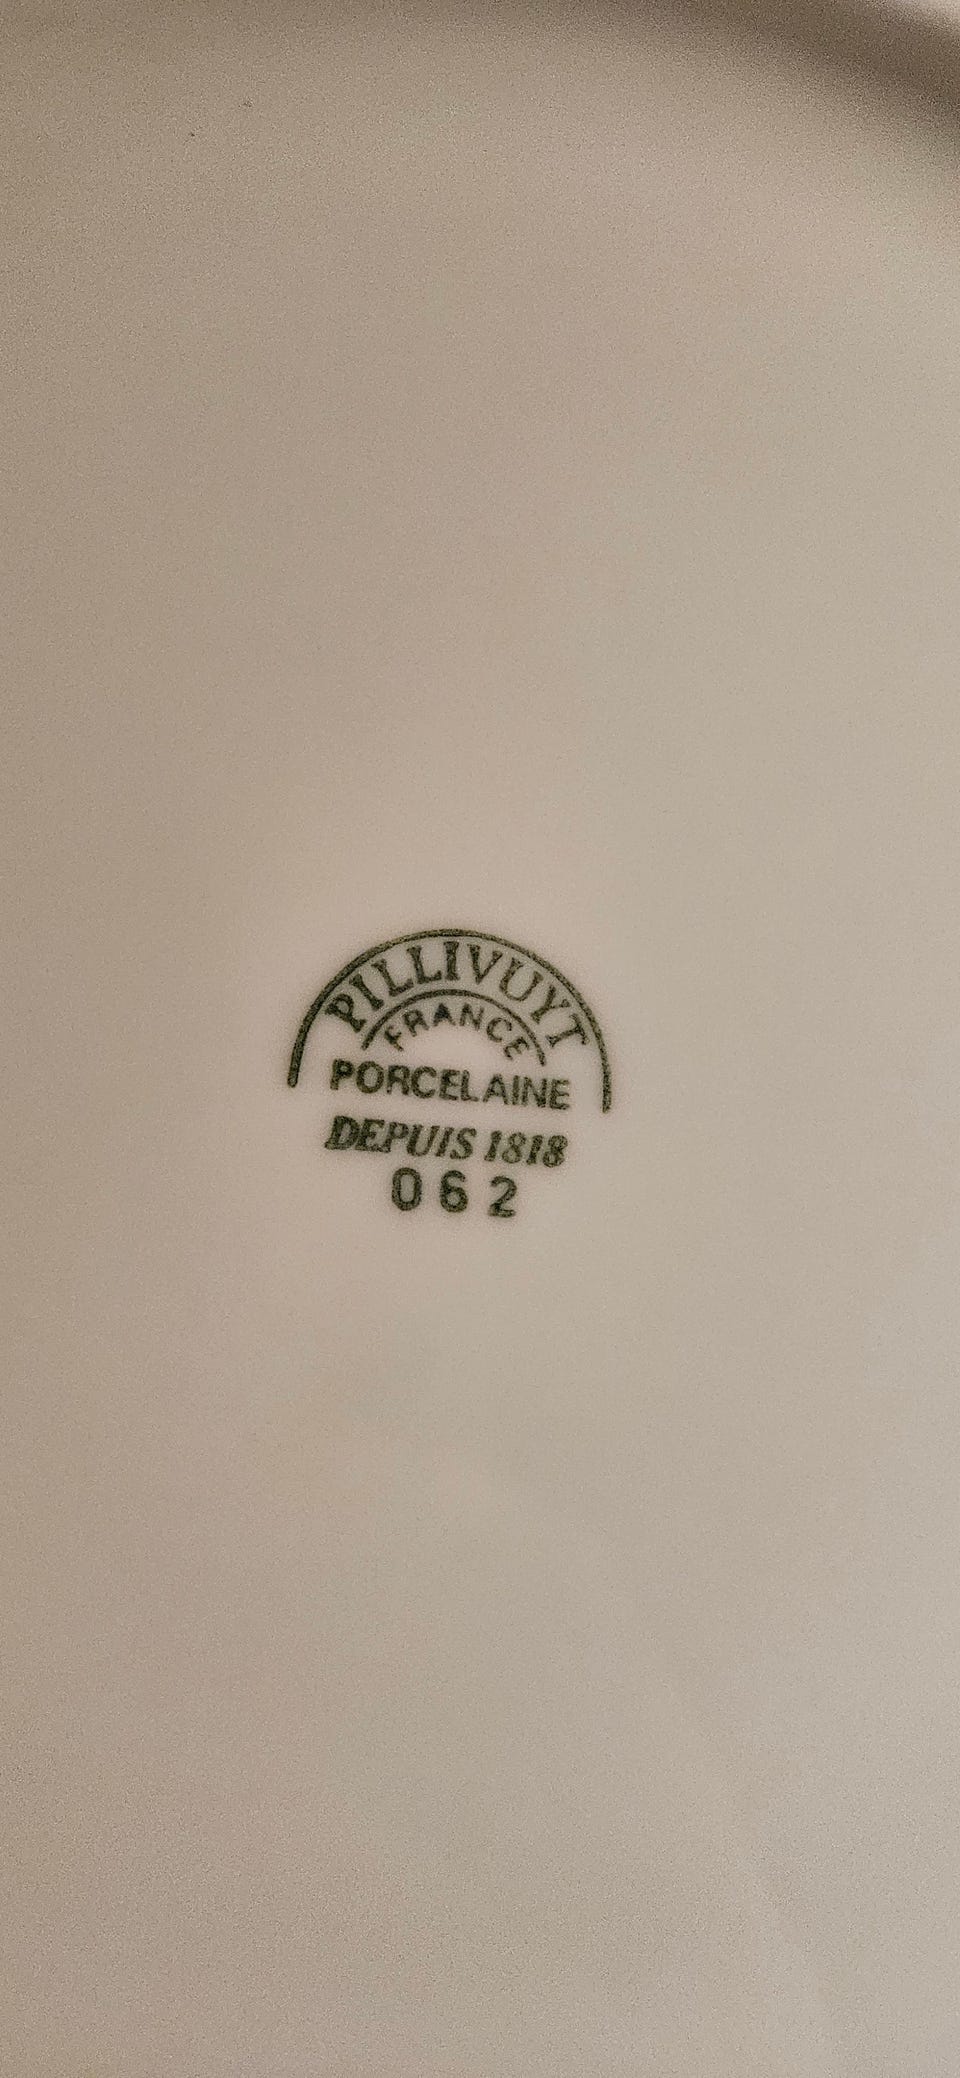 PILLIVUYT
FRANCE
PORCELAINE
DEPUIS 1818
062